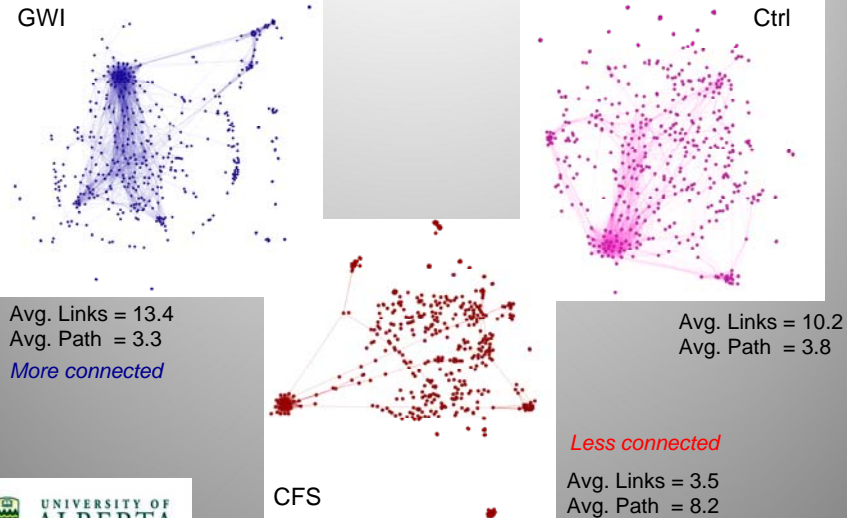 GWI
Ctrl
Avg. Links = 13.4
Avg. Path = 3.3
More connected
Avg. Links = 10.2
Avg. Path = 3.8
Less connected
Avg. Links = 3.5
Avg. Path = 8.2
CFS
UNIVERSITY OF
ALBERTA